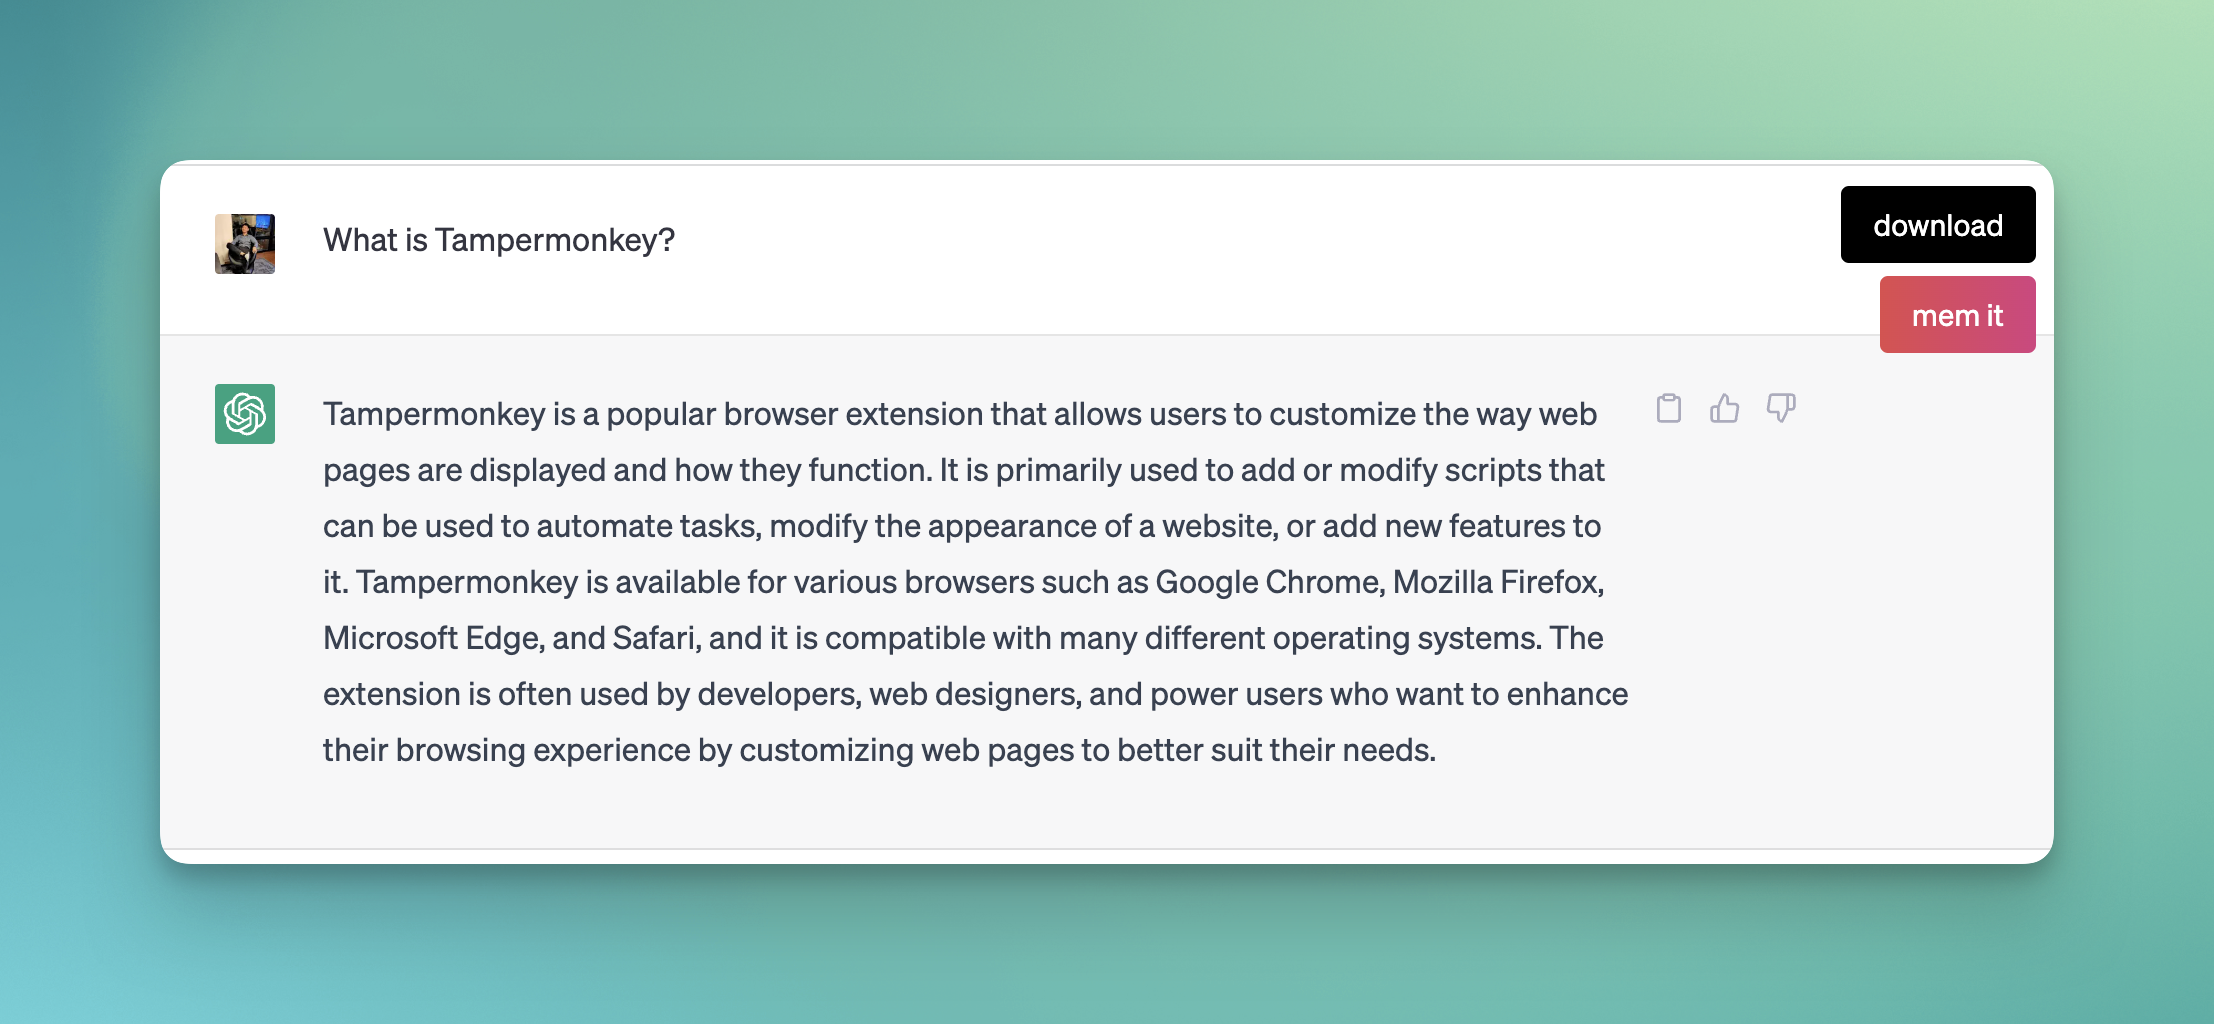 What is Tampermonkey?
download
mem it
Tampermonkey is a popular browser extension that allows users to customize the way web
pages are displayed and how they function. It is primarily used to add or modify scripts that
can be used to automate tasks, modify the appearance of a website, or add new features to
it. Tampermonkey is available for various browsers such as Google Chrome, Mozilla Firefox,
Microsoft Edge, and Safari, and it is compatible with many different operating systems. The
extension is often used by developers, web designers, and power users who want to enhance
their browsing experience by customizing web pages to better suit their needs.